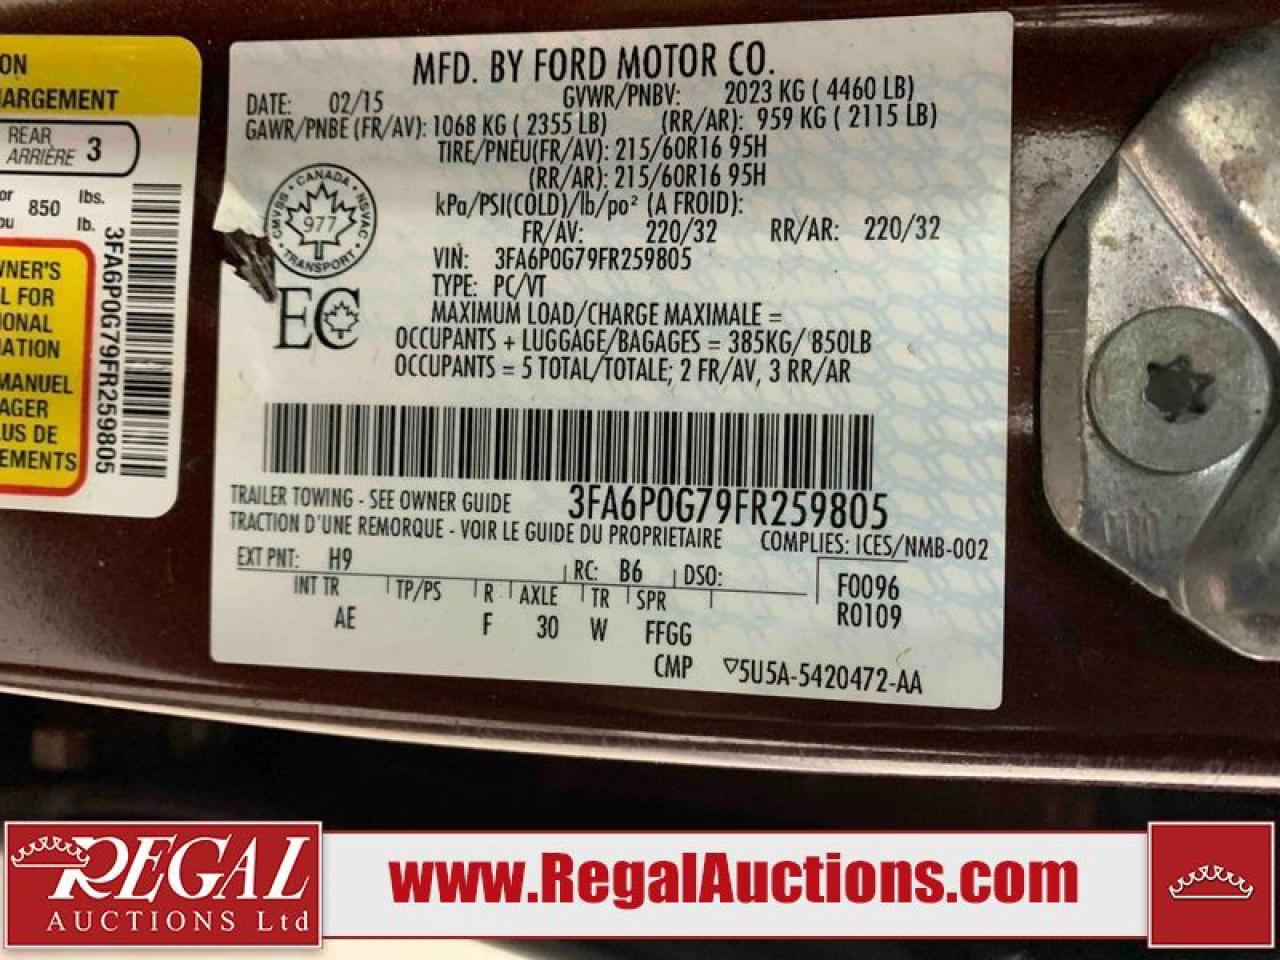 ON
ARGEMENT
REAR
ARRIÈRE 3
or 850 lbs.
ou lb.
WNER'S
L FOR
IONAL
MATION
MANUEL
AGER
LUS DE
EMENTS
3FA6P0G79FR259805
MFD. BY FORD MOTOR CO.
DATE: 02/15 GVWR/PNBV: 2023 KG ( 4460 LB)
GAWR/PNBE (FR/AV): 1068 KG ( 2355 LB) (RR/AR): 959 KG ( 2115 LB)
TIRE/PNEU(FR/AV): 215/60R16 95H
(RR/AR): 215/60R16 95H
kPa/PSI(COLD)/lb/po² (A FROID):
FR/AV: 220/32 RR/AR: 220/32
VIN: 3FA6P0G79FR259805
TYPE: PC/VT
MAXIMUM LOAD/CHARGE MAXIMALE =
OCCUPANTS + LUGGAGE/BAGAGES = 385KG/ 850LB
OCCUPANTS = 5 TOTAL/TOTALE; 2 FR/AV, 3 RR/AR
CANADA
CMVSS 977 NSVAC
TRANSPORT
EC
TRAILER TOWING - SEE OWNER GUIDE 3FA6P0G79FR259805
TRACTION D'UNE REMORQUE - VOIR LE GUIDE DU PROPRIETAIRE COMPLIES: ICES/NMB-002
EXT PNT: H9 RC: B6 DSO: F0096
INT TR TP/PS R AXLE TR SPR R0109
AE F 30 W FFGG
CMP ▽5U5A-5420472-AA
REGAL
AUCTIONS Ltd
www.RegalAuctions.com